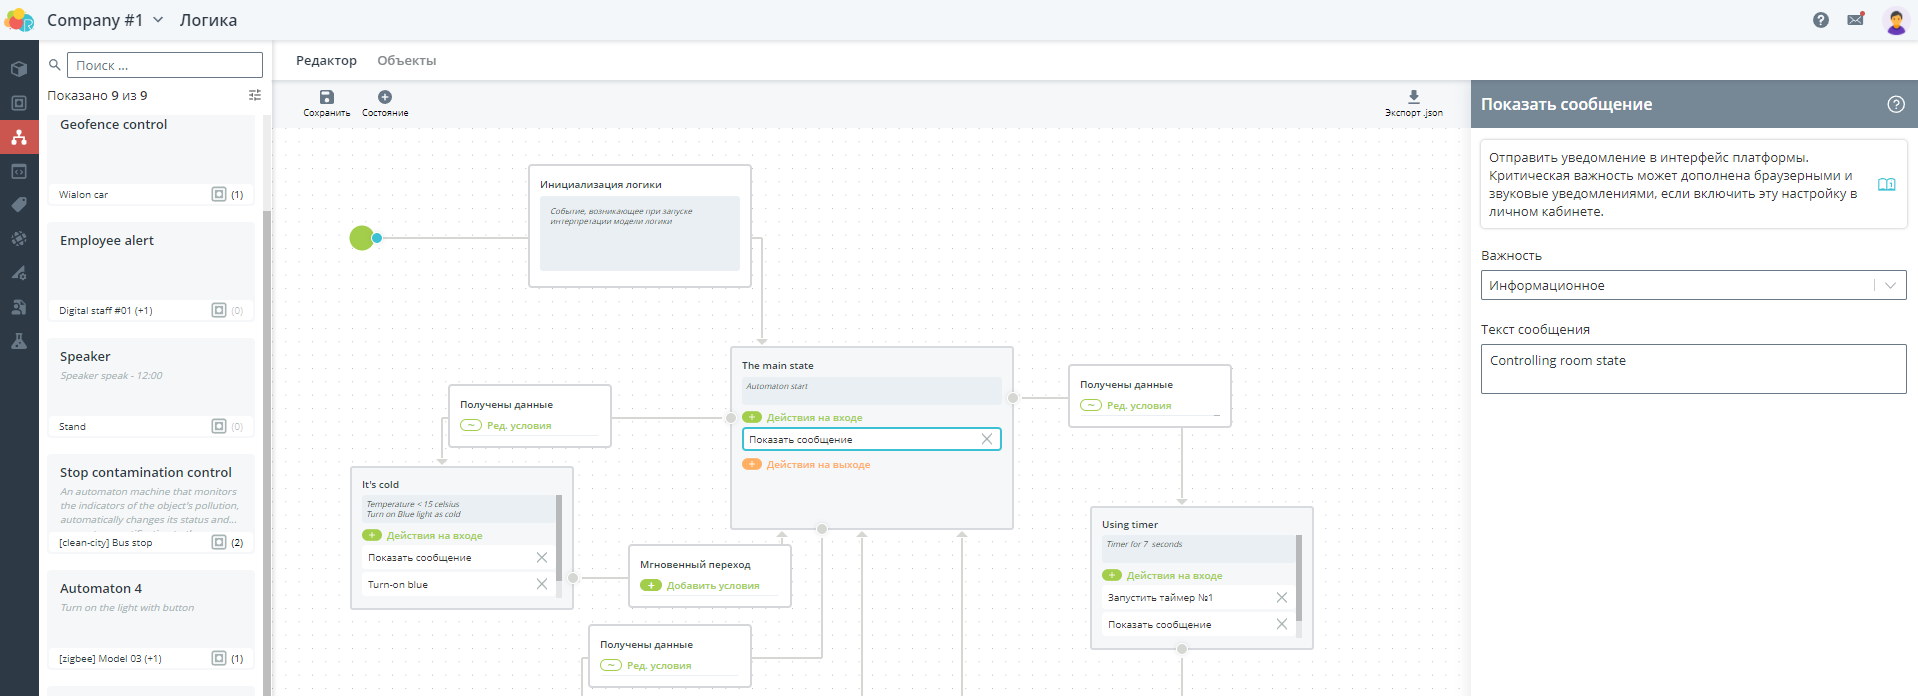 Company #1
Логика
Поиск ...
Показано 9 из 9
Geofence control
Wialon car
(1)
Employee alert
Digital staff #01 (+1)
(0)
Speaker
Speaker speak - 12:00
Stand
(0)
Stop contamination control
An automaton machine that monitors
the indicators of the object's pollution,
automatically changes its status and...
[clean-city] Bus stop
(2)
Automaton 4
Turn on the light with button
[zigbee] Model 03 (+1)
(1)
Редактор
Объекты
Сохранить
Состояние
Экспорт .json
Инициализация логики
Событие, возникающее при запуске
интерпретации модели логики
The main state
Automaton start
Действия на входе
Показать сообщение
Действия на выходе
Получены данные
Ред. условия
Получены данные
Ред. условия
It's cold
Temperature < 15 celsius
Turn on Blue light as cold
Действия на входе
Показать сообщение
Turn-on blue
Мгновенный переход
Добавить условия
Получены данные
Ред. условия
Using timer
Timer for 7 seconds
Действия на входе
Запустить таймер №1
Показать сообщение
Показать сообщение
Отправить уведомление в интерфейс платформы.
Критическая важность может дополнена браузерными и
звуковые уведомлениями, если включить эту настройку в
личном кабинете.
Важность
Информационное
Текст сообщения
Controlling room state